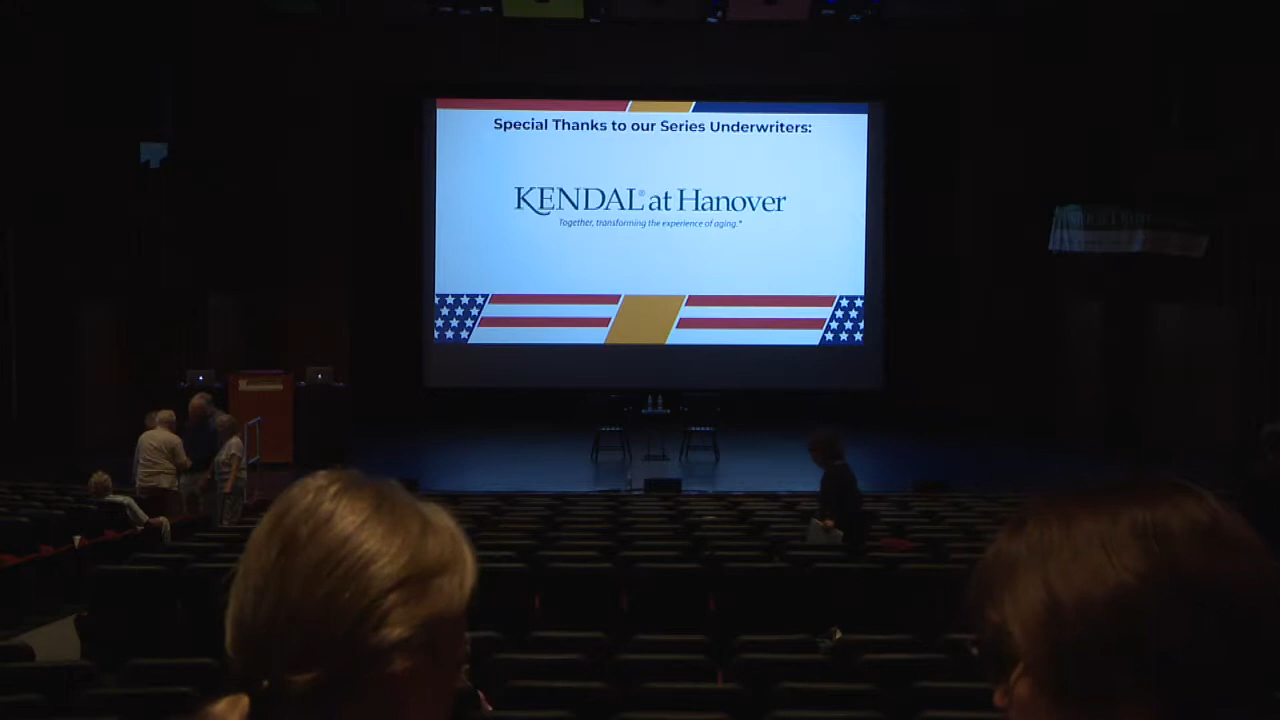 Special Thanks to our Series Underwriters:
KENDAL® at Hanover
Together, transforming the experience of aging.®